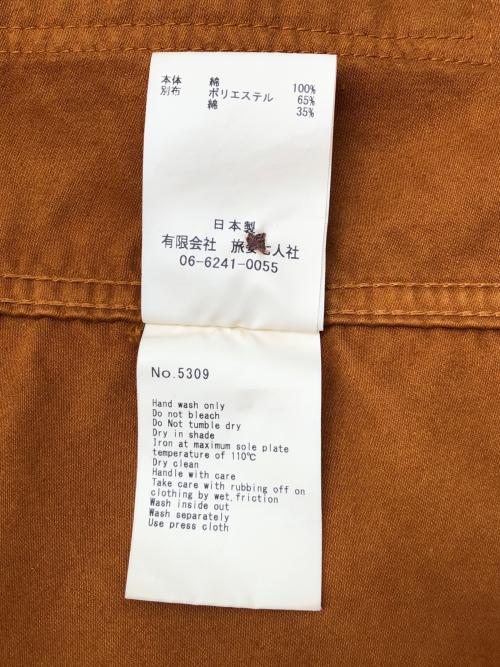 本体 綿 100%
別布 ポリエステル 65%
綿 35%
日本製
有限会社 旅 人社
06-6241-0055
No.5309
Hand wash only
Do not bleach
Do Not tumble dry
Dry in shade
Iron at maximum sole plate
temperature of 110℃
Dry clean
Handle with care
Take care with rubbing off on
clothing by wet,friction
Wash inside out
Wash separately
Use press cloth